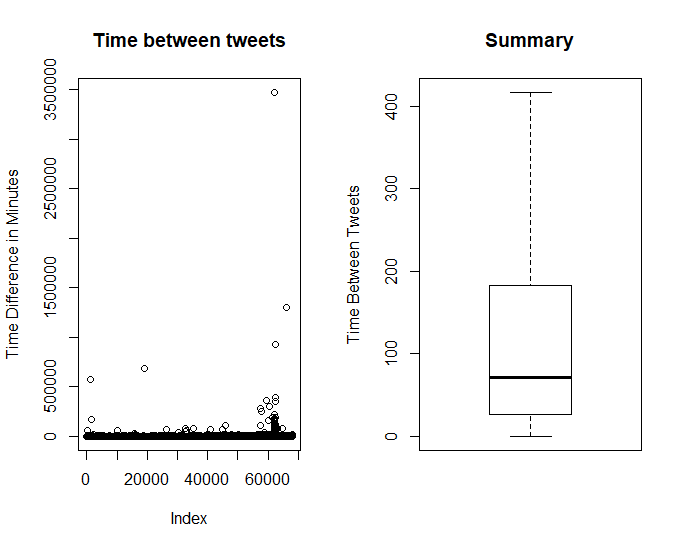 Time between tweets
Time Difference in Minutes
3500000
2500000
1500000
500000
0
0 20000 40000 60000
Index
Summary
Time Between Tweets
400
300
200
100
0